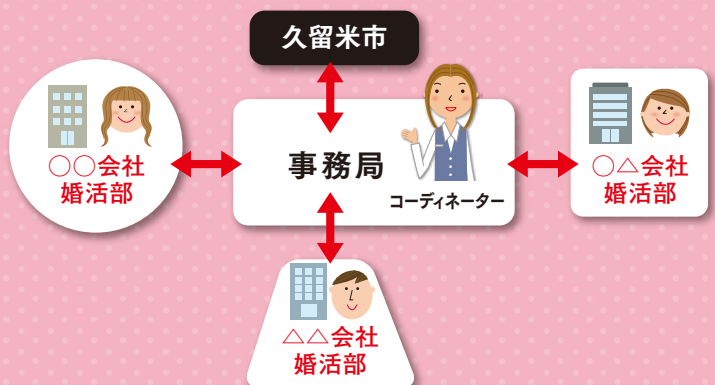 久留米市
事務局
コーディネーター
○○会社
婚活部
○△会社
婚活部
△△会社
婚活部